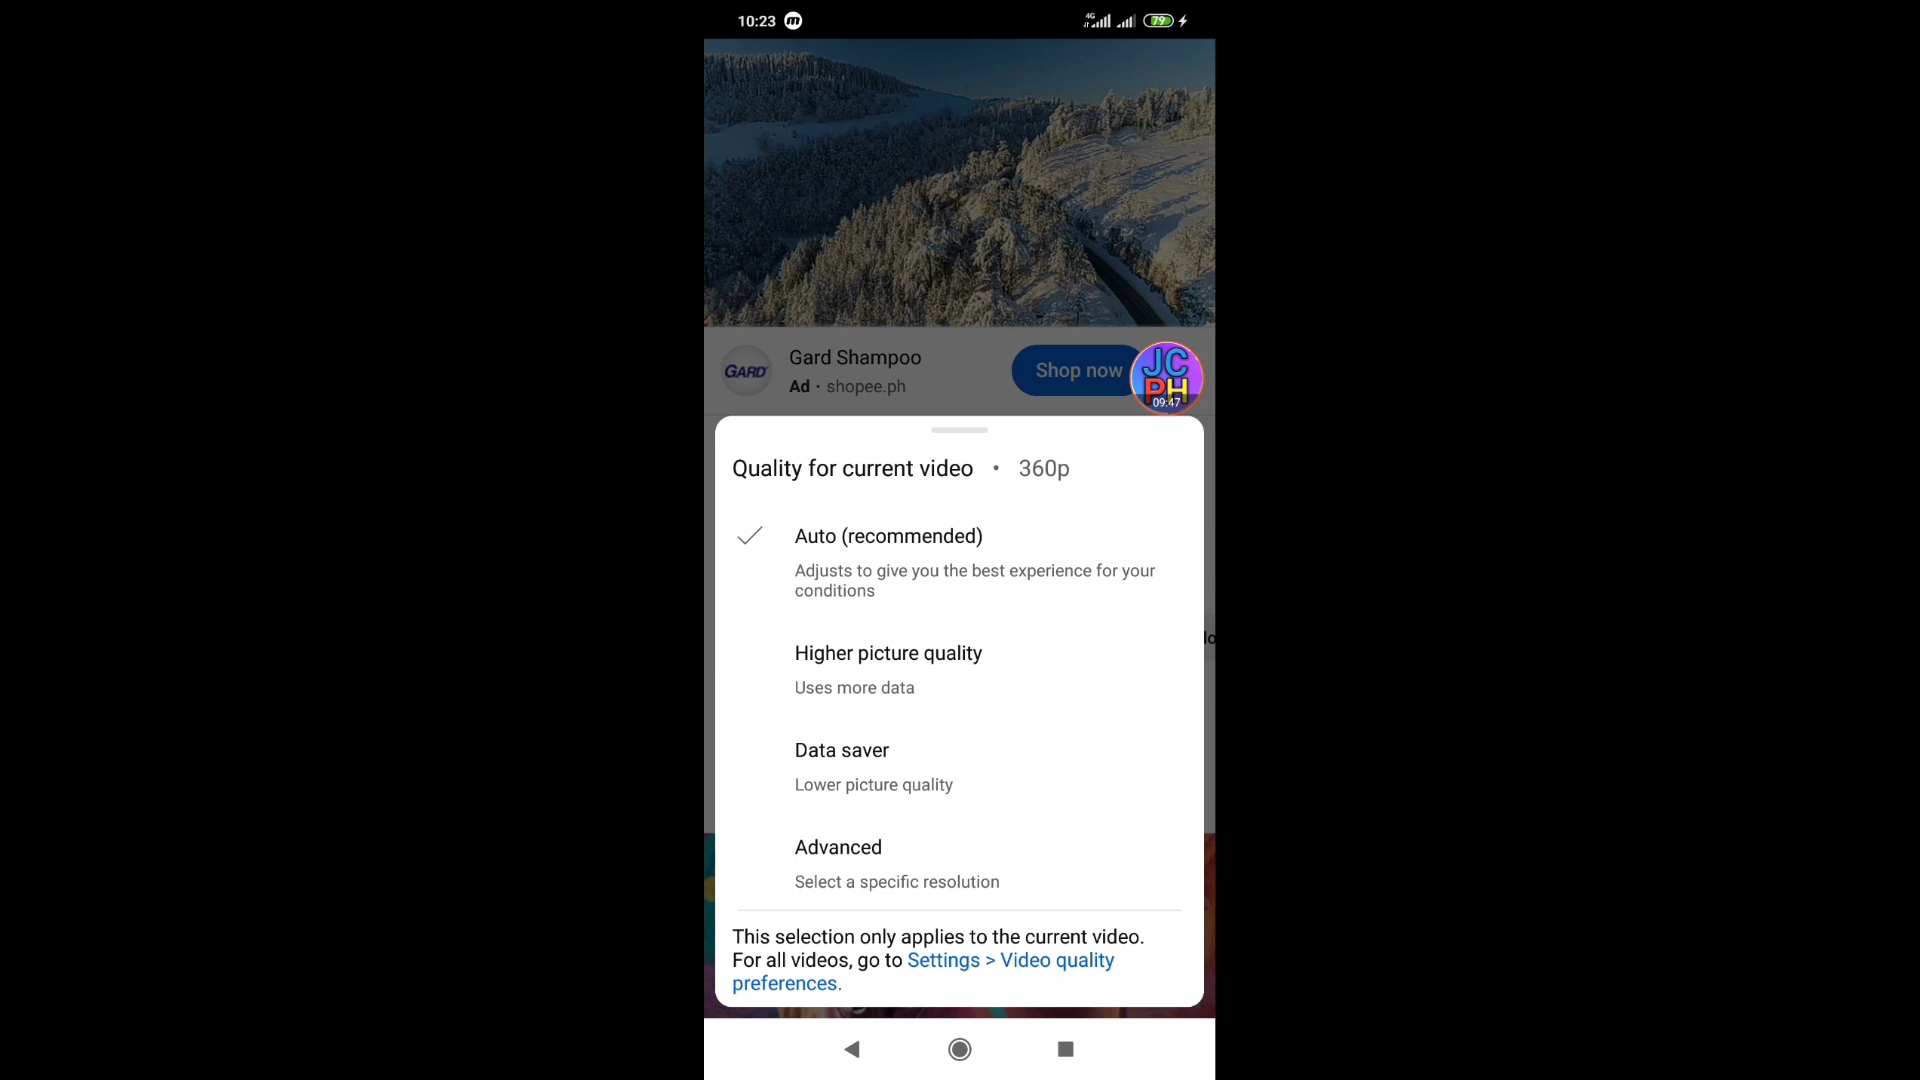 10:23
4G
79
Gard Shampoo
GARD
Ad · shopee.ph
Shop now
JC
PH
09:47
Quality for current video • 360p
Auto (recommended)
Adjusts to give you the best experience for your
conditions
Higher picture quality
Uses more data
Data saver
Lower picture quality
Advanced
Select a specific resolution
This selection only applies to the current video.
For all videos, go to Settings > Video quality
preferences.